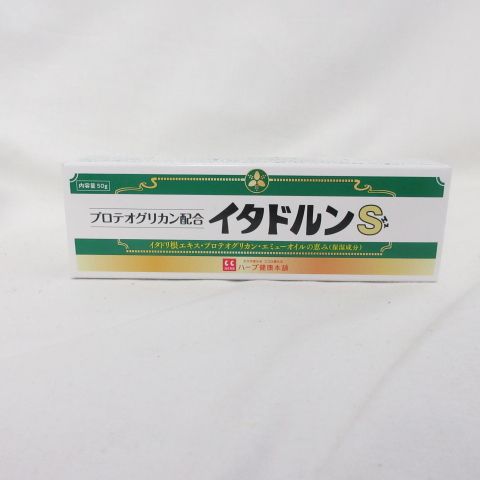 内容量 50g
プロテオグリカン配合 イタドルンSエス
イタドリ根エキス・プロテオグリカン・エミューオイルの恵み(保湿成分)
ハーブ健康本舗